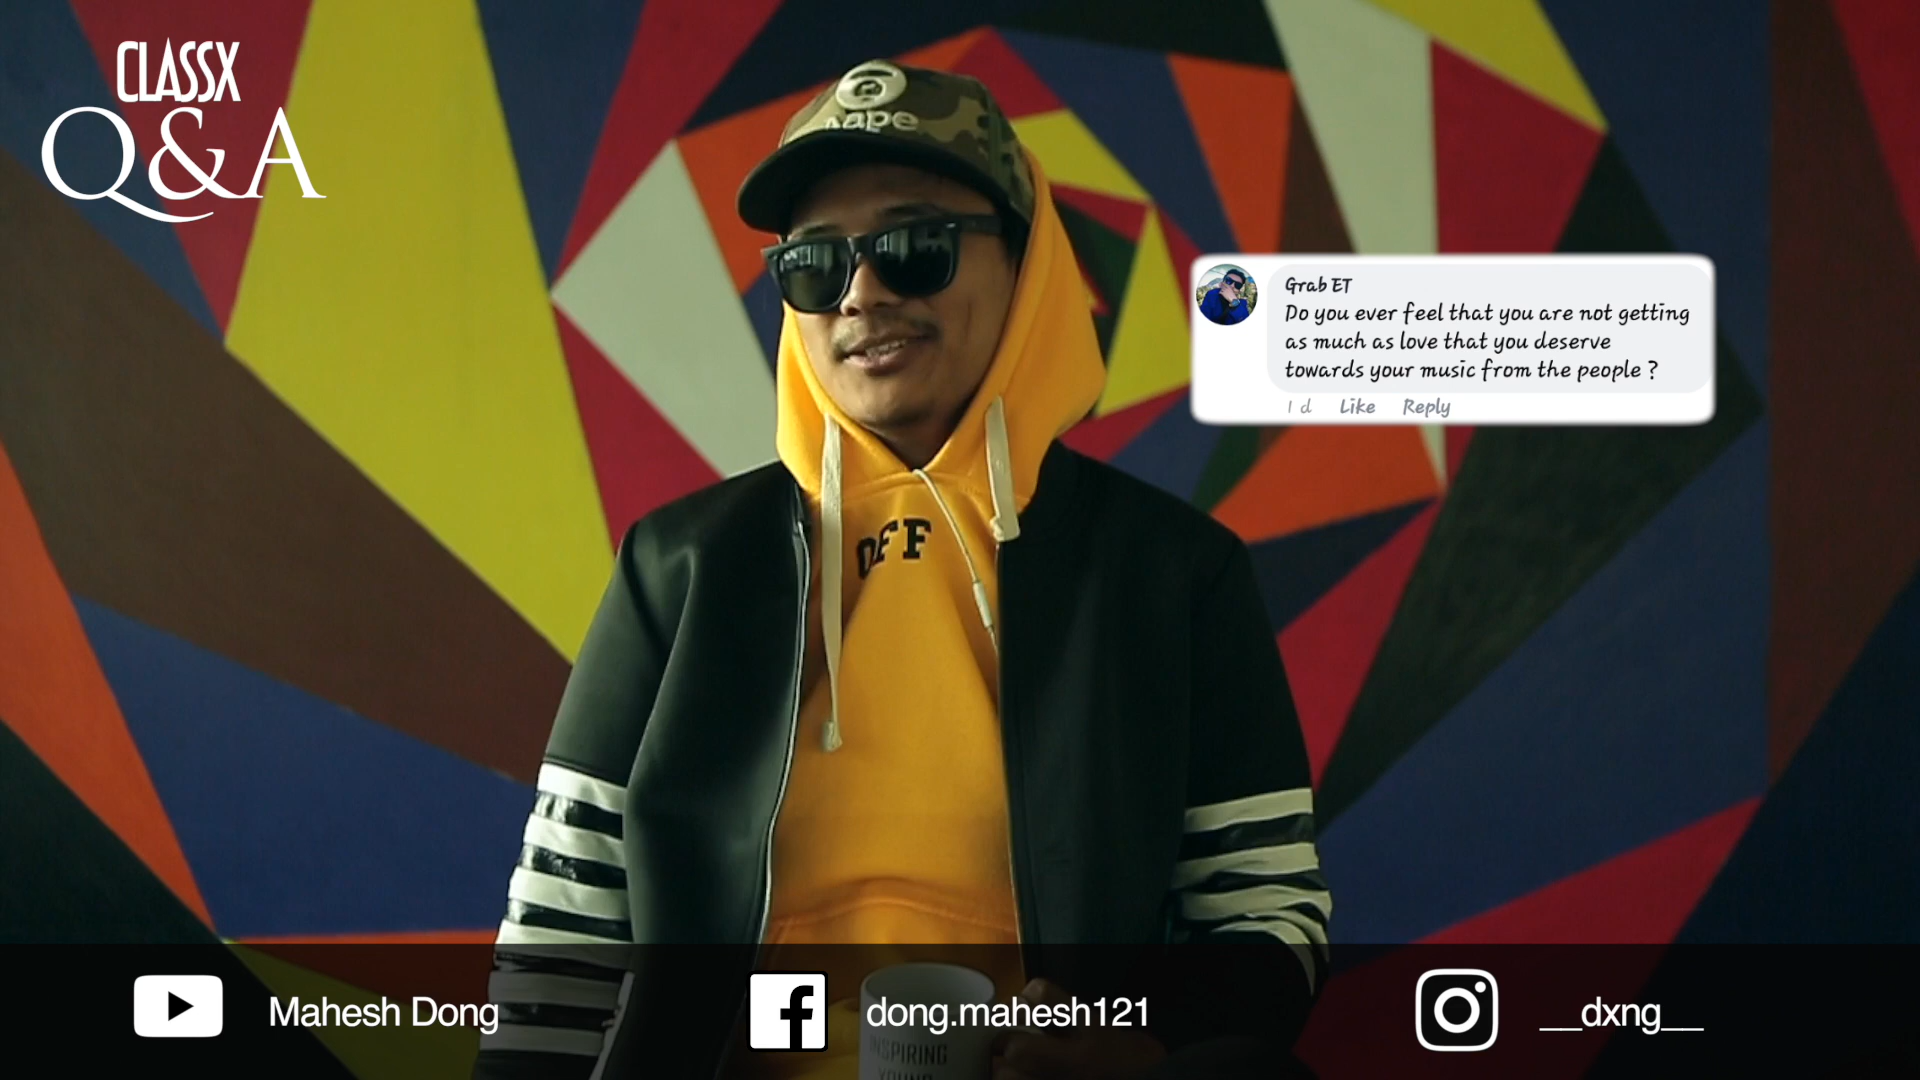 CLASSX
Q&A
Aape
Grab ET
Do you ever feel that you are not getting
as much as love that you deserve
towards your music from the people ?
1 d Like Reply
OFF
Mahesh Dong
dong.mahesh121
__dxng__
INSPIRING
YOUNG